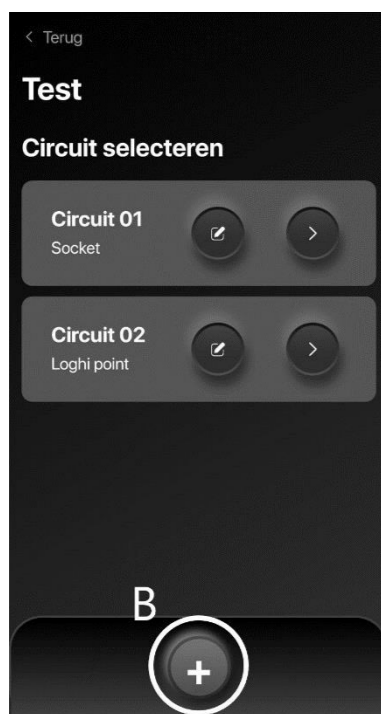 Terug
Test
Circuit selecteren
Circuit 01
Socket
Circuit 02
Loghi point
B
+